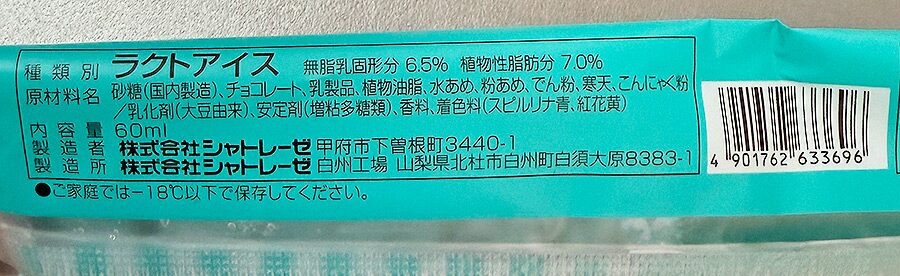 種類別 ラクトアイス 無脂乳固形分 6.5% 植物性脂肪分 7.0%
原材料名 砂糖(国内製造)、チョコレート、乳製品、植物油脂、水あめ、粉あめ、でん粉、寒天、こんにゃく粉
/乳化剤(大豆由来)、安定剤(増粘多糖類)、香料、着色料(スピルリナ青、紅花黄)
内容量 60ml
製造者 株式会社シャトレーゼ 甲府市下曽根町3440-1
製造所 株式会社シャトレーゼ 白州工場 山梨県北杜市白州町白須大原8383-1
●ご家庭では−18℃以下で保存してください。
4 901762 633696